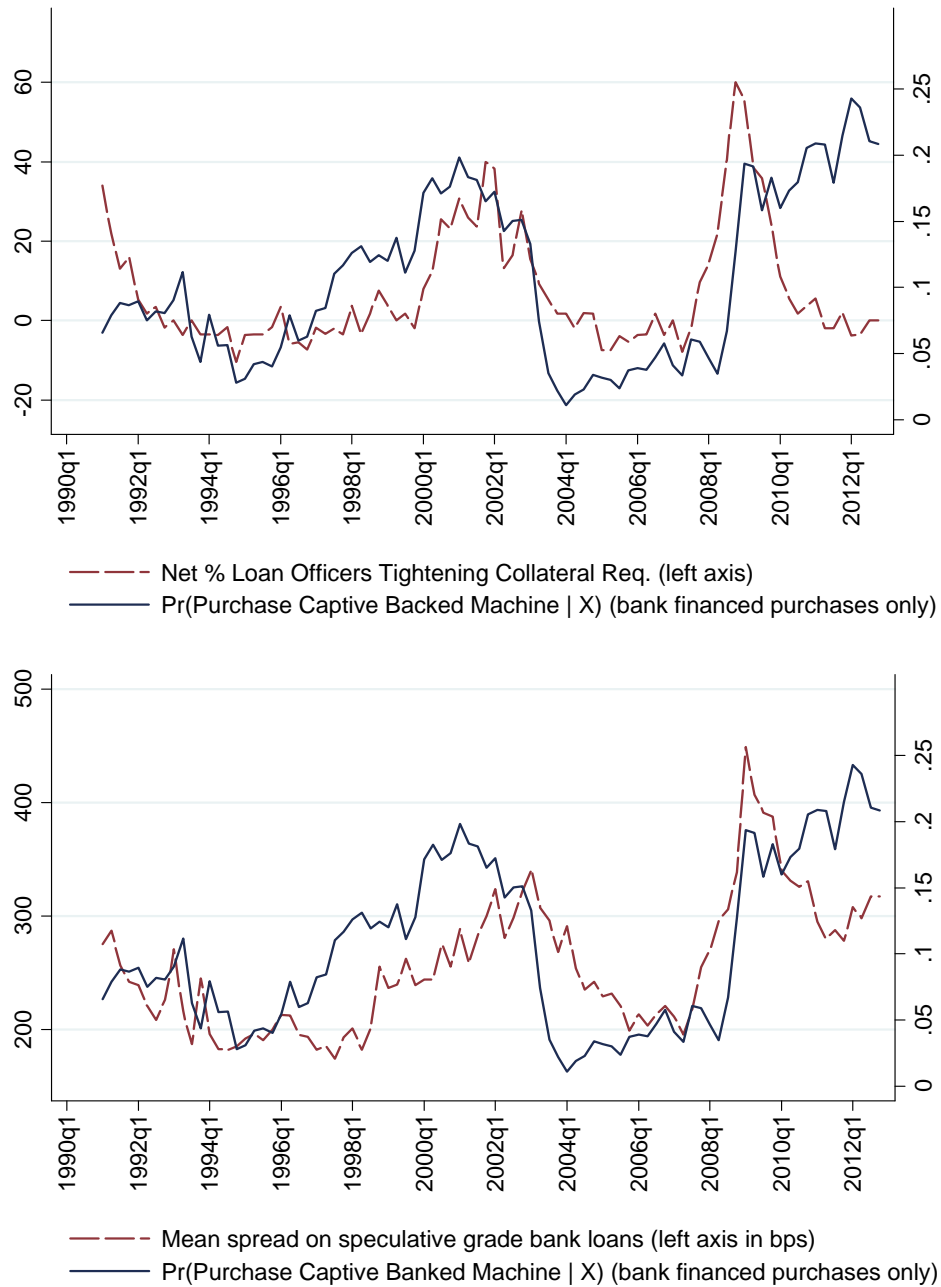 60
40
20
0
-20
.25
.2
.15
.1
.05
0
1990q1
1992q1
1994q1
1996q1
1998q1
2000q1
2002q1
2004q1
2006q1
2008q1
2010q1
2012q1
Net % Loan Officers Tightening Collateral Req. (left axis)
Pr(Purchase Captive Backed Machine | X) (bank financed purchases only)
500
400
300
200
.25
.2
.15
.1
.05
0
1990q1
1992q1
1994q1
1996q1
1998q1
2000q1
2002q1
2004q1
2006q1
2008q1
2010q1
2012q1
Mean spread on speculative grade bank loans (left axis in bps)
Pr(Purchase Captive Banked Machine | X) (bank financed purchases only)